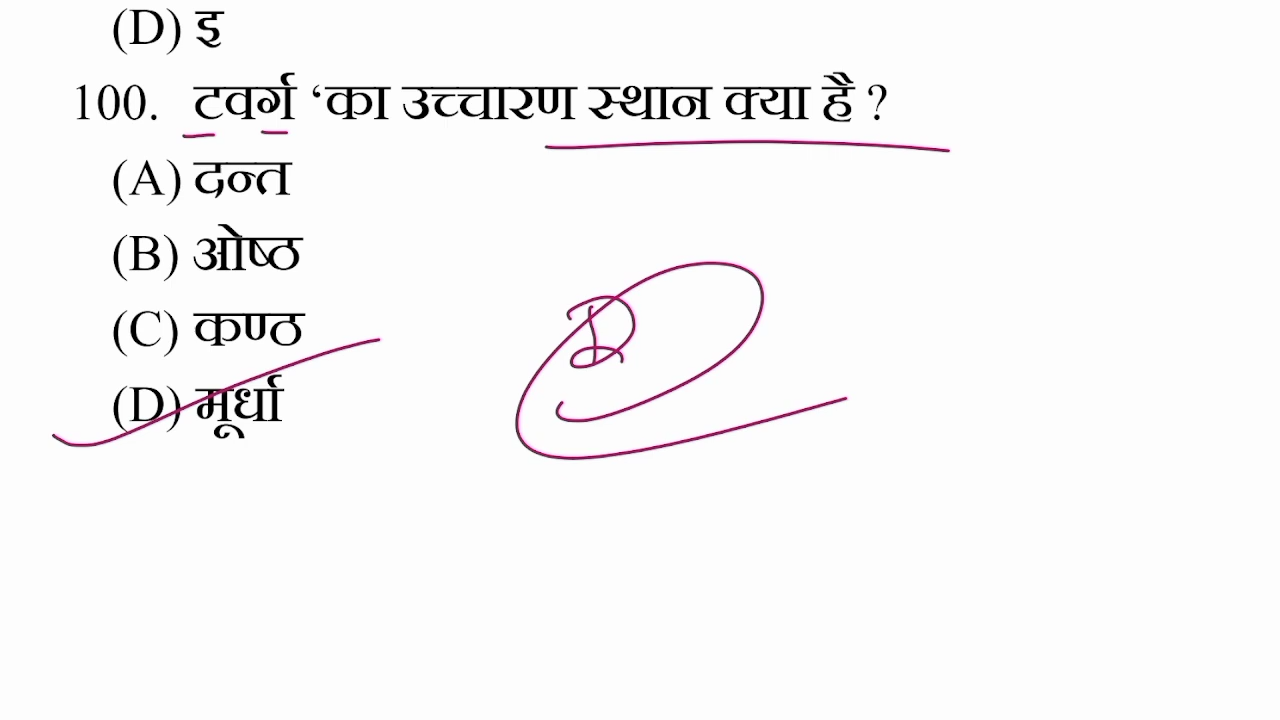 (D) इ
100. टवर्ग ‘का उच्चारण स्थान क्या है ?
(A) दन्त
(B) ओष्ठ
(C) कण्ठ
(D) मूर्धा
D